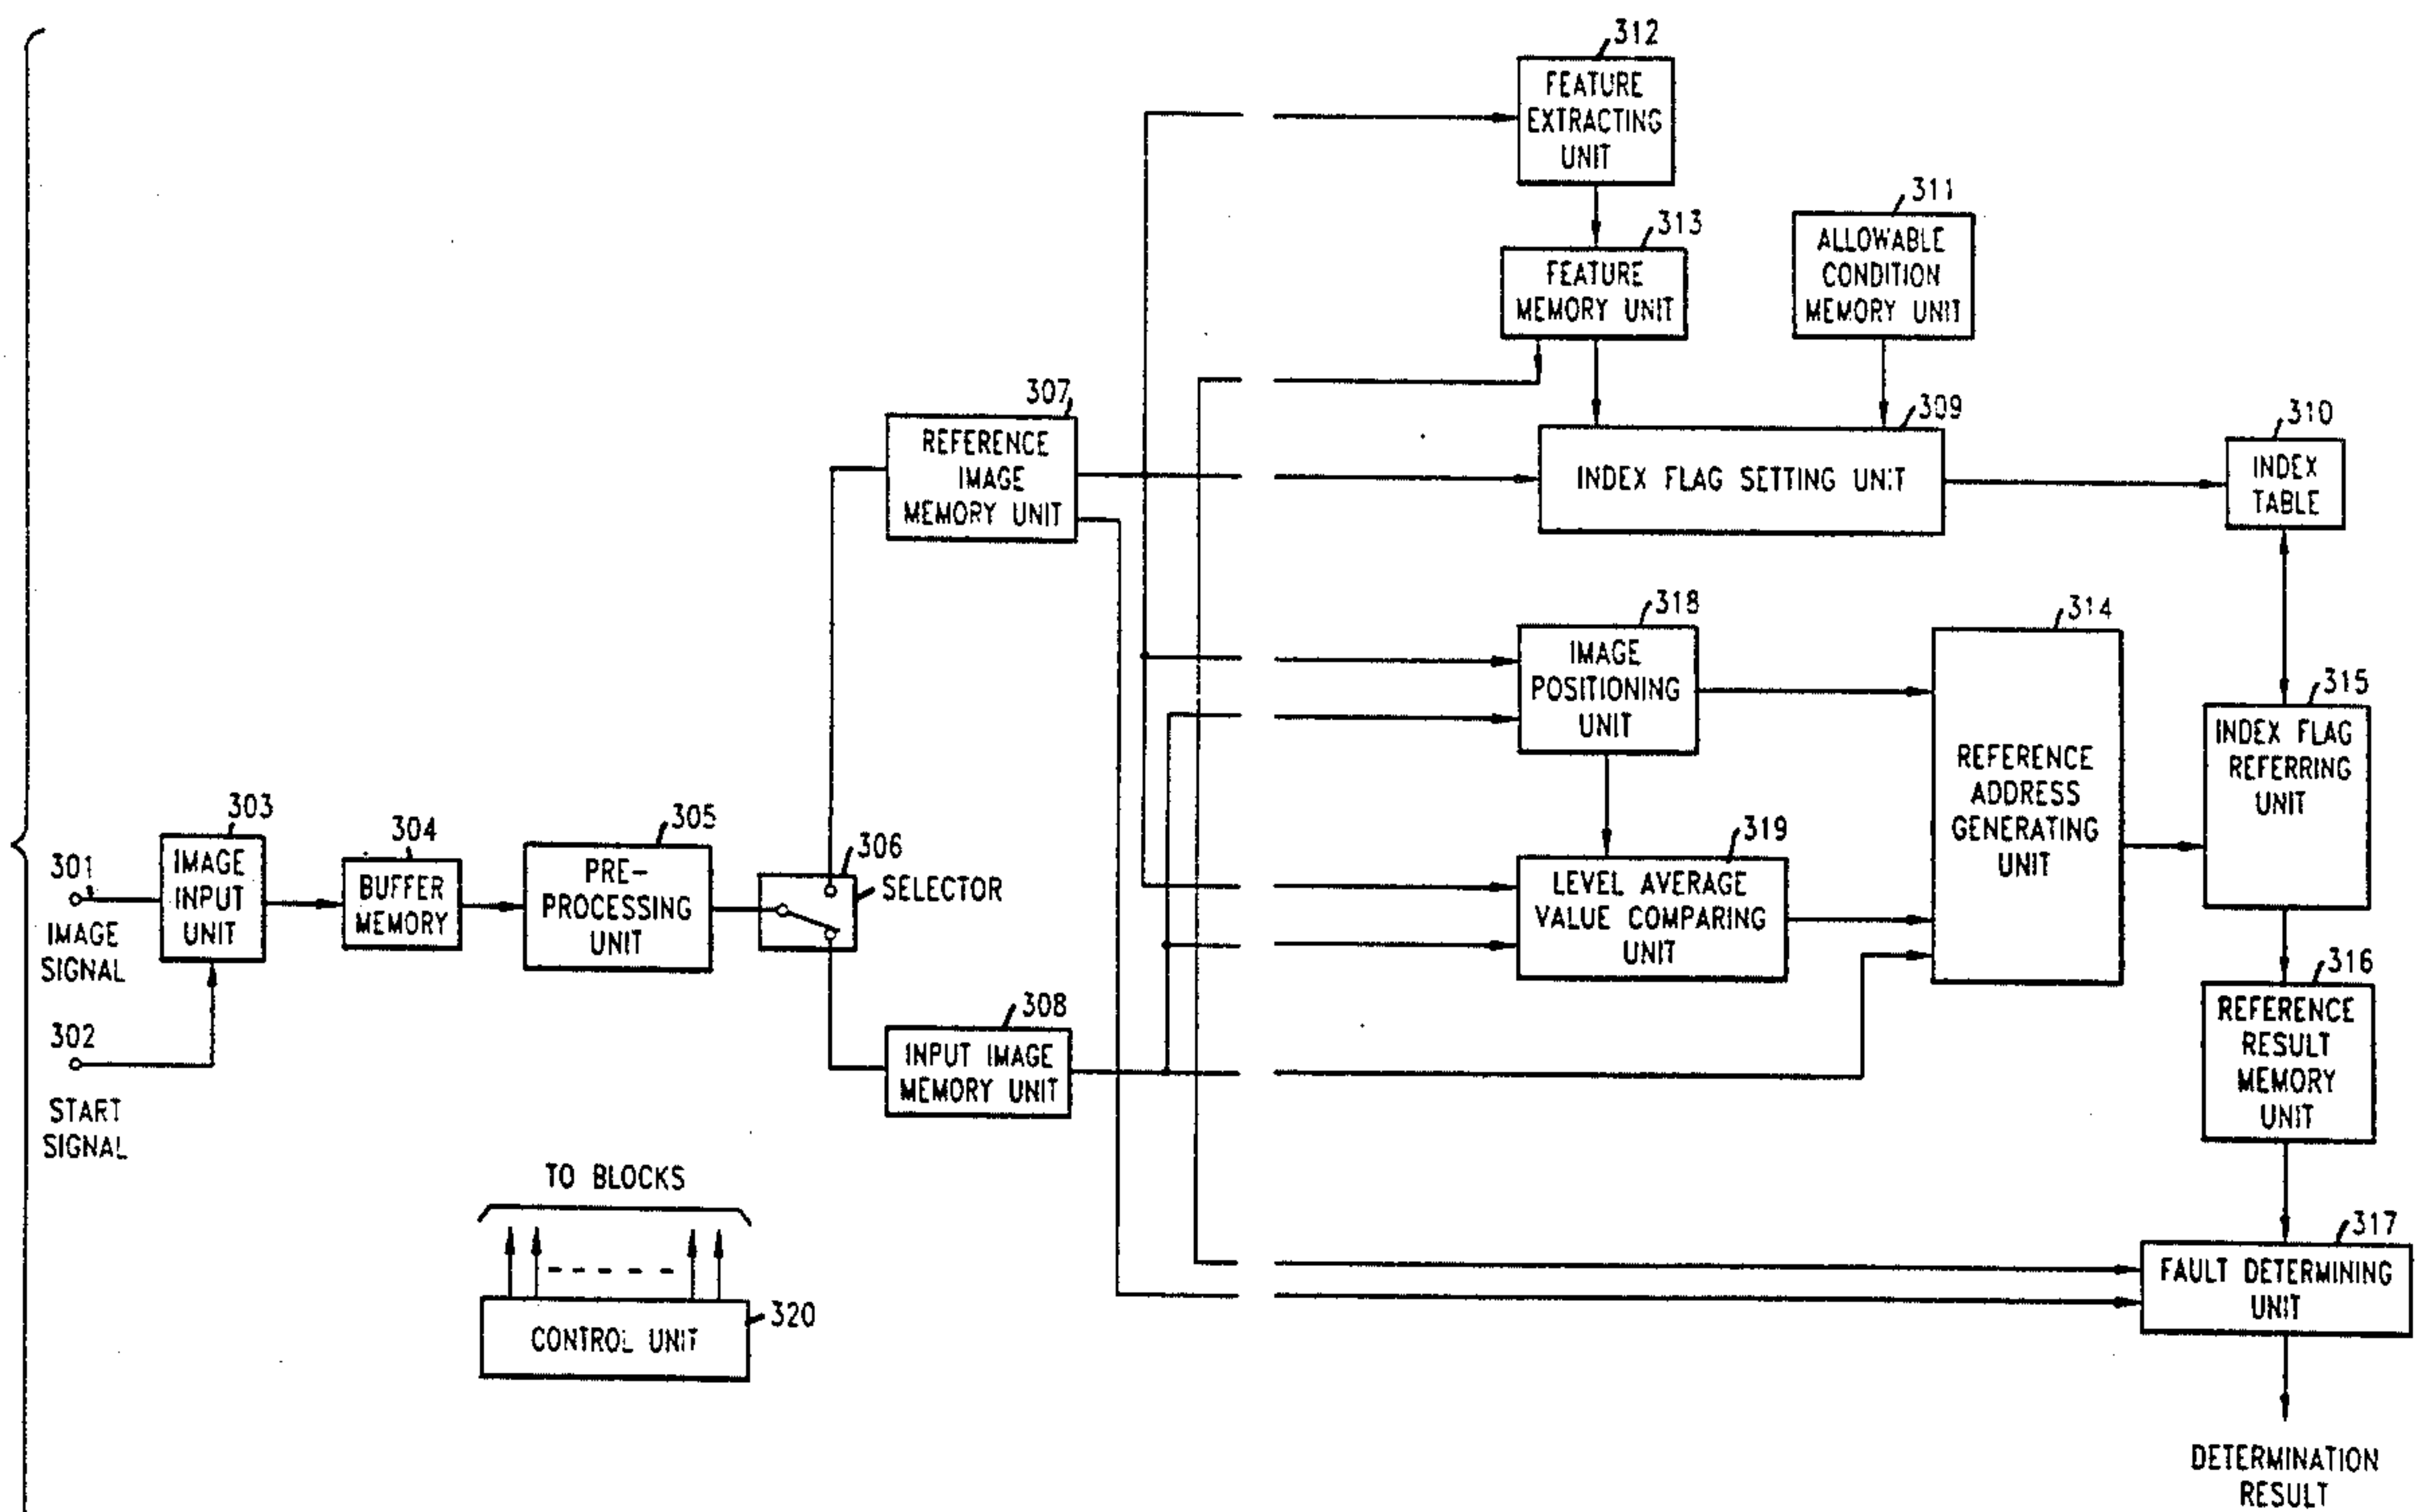 312
FEATURE
EXTRACTING
UNIT
313
FEATURE
MEMORY UNIT
311
ALLOWABLE
CONDITION
MEMORY UNIT
307
REFERENCE
IMAGE
MEMORY UNIT
309
INDEX FLAG SETTING UNIT
310
INDEX
TABLE
318
IMAGE
POSITIONING
UNIT
314
REFERENCE
ADDRESS
GENERATING
UNIT
315
INDEX FLAG
REFERRING
UNIT
303
IMAGE
INPUT
UNIT
304
BUFFER
MEMORY
305
PRE-
PROCESSING
UNIT
306
SELECTOR
319
LEVEL AVERAGE
VALUE COMPARING
UNIT
301
IMAGE
SIGNAL
302
START
SIGNAL
308
INPUT IMAGE
MEMORY UNIT
316
REFERENCE
RESULT
MEMORY
UNIT
TO BLOCKS
CONTROL UNIT
320
317
FAULT DETERMINING
UNIT
DETERMINATION
RESULT